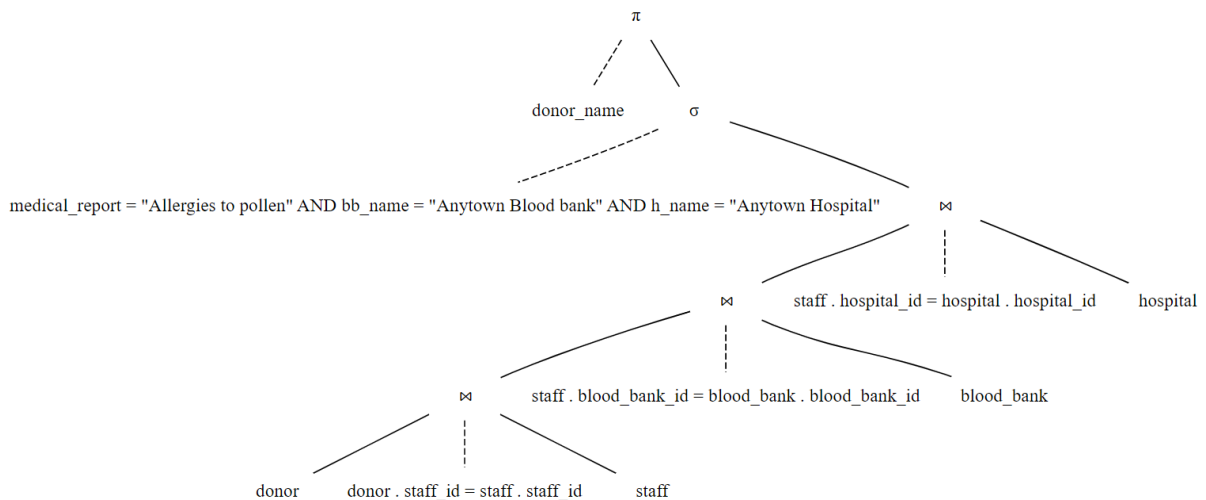 π
donor_name σ
medical_report = "Allergies to pollen" AND bb_name = "Anytown Blood bank" AND h_name = "Anytown Hospital" ⋈
⋈ staff . hospital_id = hospital . hospital_id hospital
⋈ staff . blood_bank_id = blood_bank . blood_bank_id blood_bank
donor donor . staff_id = staff . staff_id staff